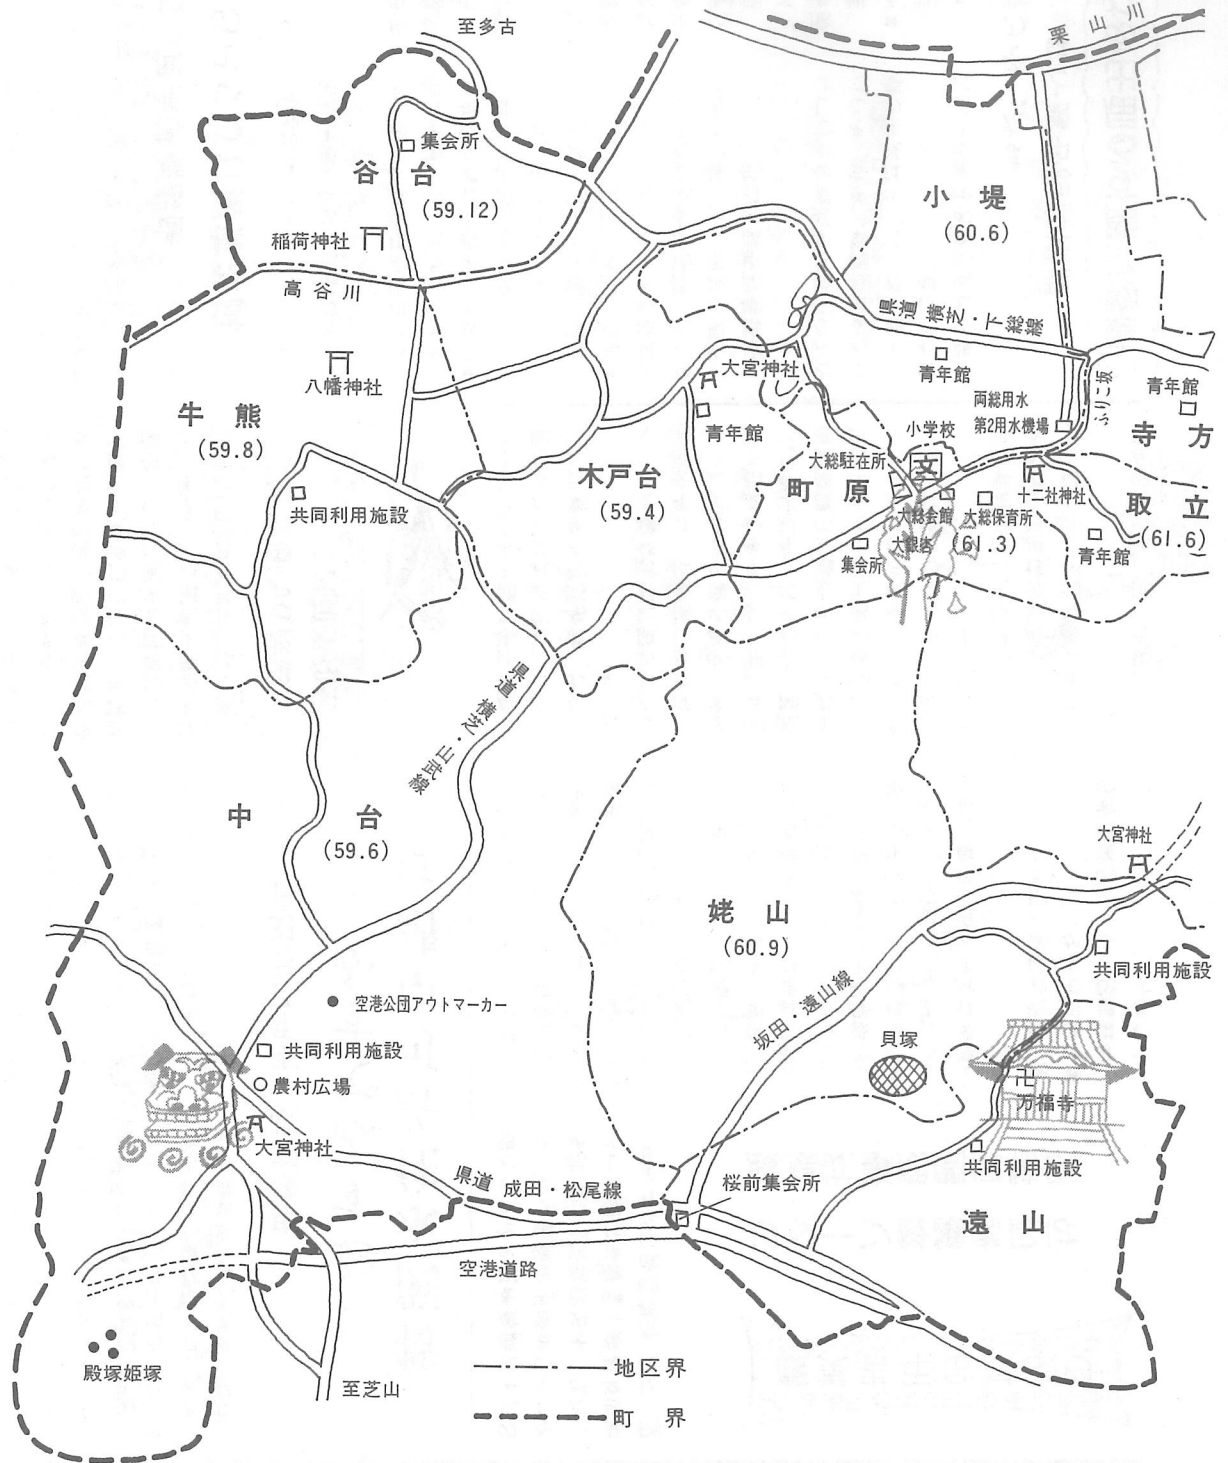 至多古
栗山川
集会所
谷台
(59.12)
小堤
(60.6)
稲荷神社
高谷川
県道 横芝・下総線
八幡神社
大宮神社
青年館
両総用水
第2用水機場
ふりこ坂
青年館
寺方
牛熊
(59.8)
青年館
小学校
文
大総駐在所
木戸台
(59.4)
町原
(61.3)
十二社神社
取立
(61.6)
共同利用施設
大総会館
大総保育所
大銀杏
集会所
青年館
県道 横芝・山武線
中台
(59.6)
大宮神社
姥山
(60.9)
共同利用施設
坂田・遠山線
空港公団アウトマーカー
貝塚
共同利用施設
農村広場
卍
万福寺
大宮神社
共同利用施設
県道 成田・松尾線
桜前集会所
遠山
空港道路
殿塚姫塚
至芝山
地区界
町界